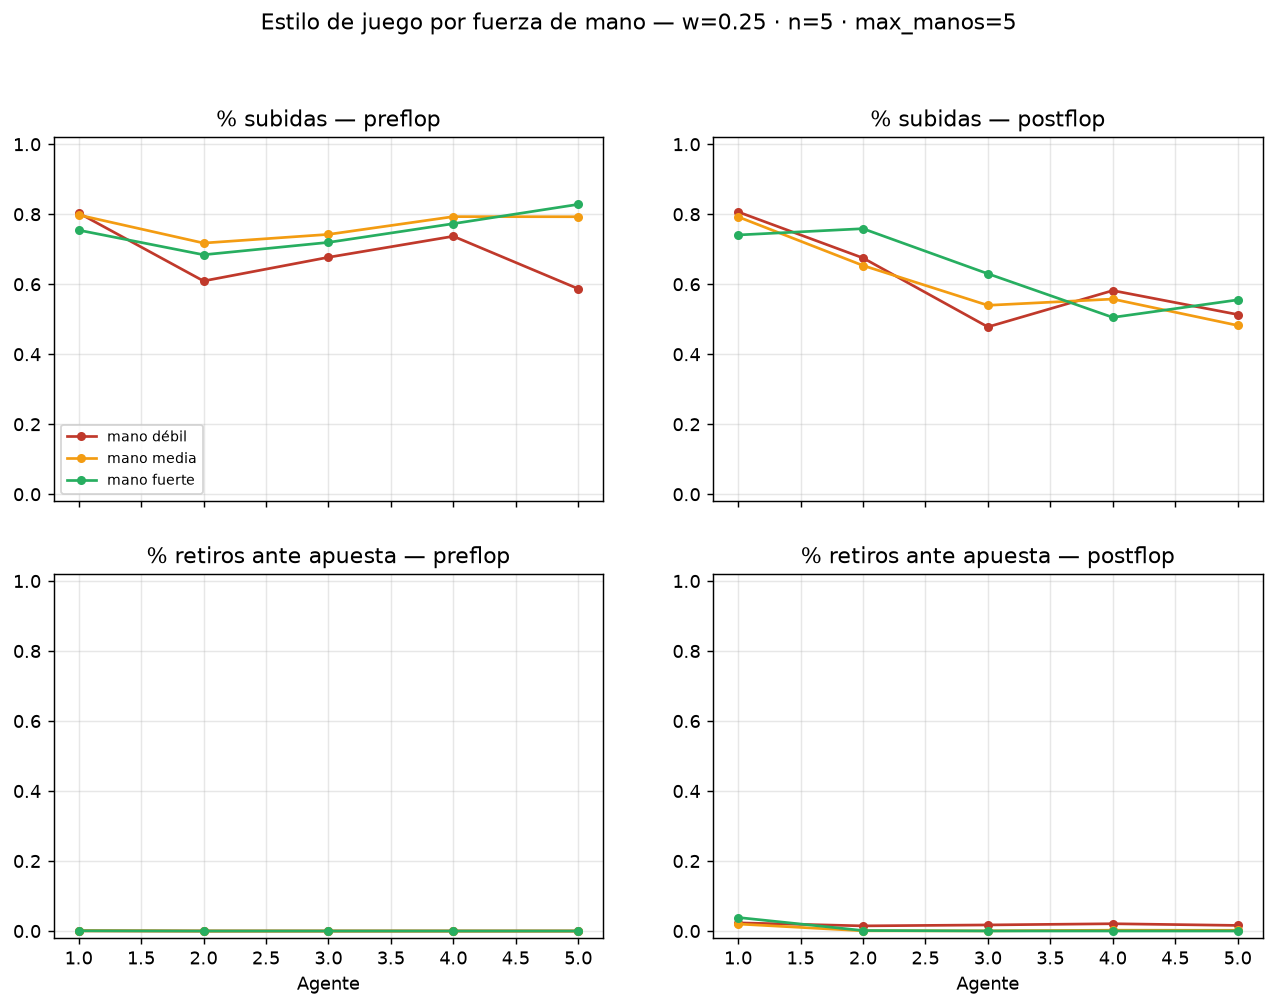 Estilo de juego por fuerza de mano — w=0.25 · n=5 · max_manos=5
% subidas — preflop
1.0
0.8
0.6
0.4
0.2
0.0
mano débil
mano media
mano fuerte
% subidas — postflop
1.0
0.8
0.6
0.4
0.2
0.0
% retiros ante apuesta — preflop
1.0
0.8
0.6
0.4
0.2
0.0
1.0 1.5 2.0 2.5 3.0 3.5 4.0 4.5 5.0
Agente
% retiros ante apuesta — postflop
1.0
0.8
0.6
0.4
0.2
0.0
1.0 1.5 2.0 2.5 3.0 3.5 4.0 4.5 5.0
Agente